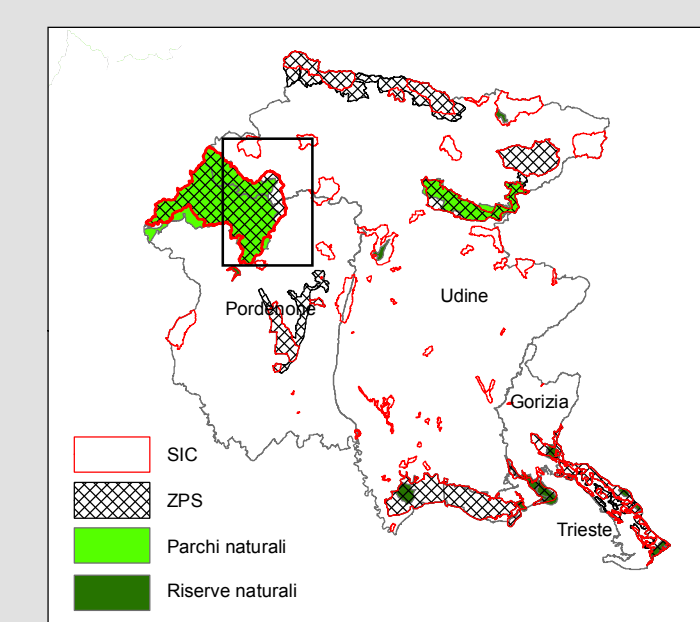 Udine
Pordenone
Gorizia
SIC
ZPS
Trieste
Parchi naturali
Riserve naturali